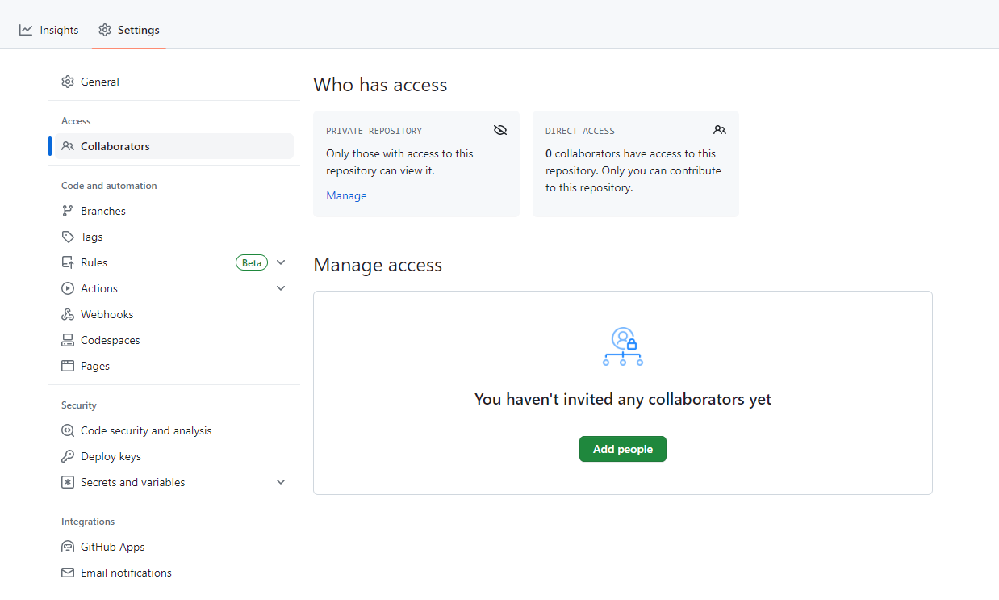 Insights
Settings
General
Access
Collaborators
Code and automation
Branches
Tags
Rules
Beta
Actions
Webhooks
Codespaces
Pages
Security
Code security and analysis
Deploy keys
Secrets and variables
Integrations
GitHub Apps
Email notifications
Who has access
PRIVATE REPOSITORY
Only those with access to this
repository can view it.
Manage
DIRECT ACCESS
0 collaborators have access to this
repository. Only you can contribute
to this repository.
Manage access
You haven't invited any collaborators yet
Add people